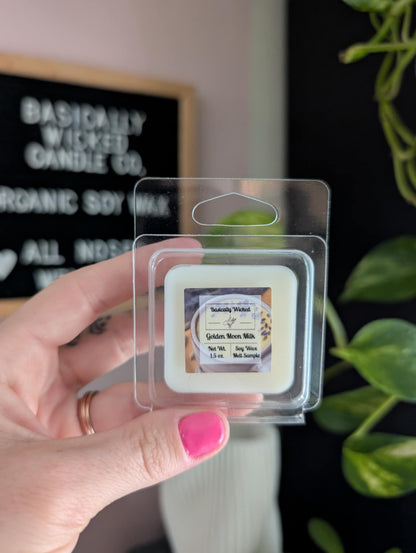 BASICALLY
WICKED
CANDLE CO.
ORGANIC SOY WAX
ALL NOSE
Basically Wicked
Golden Moon Milk
Net Wt. Soy Wax
1.5 oz. Melt Sample